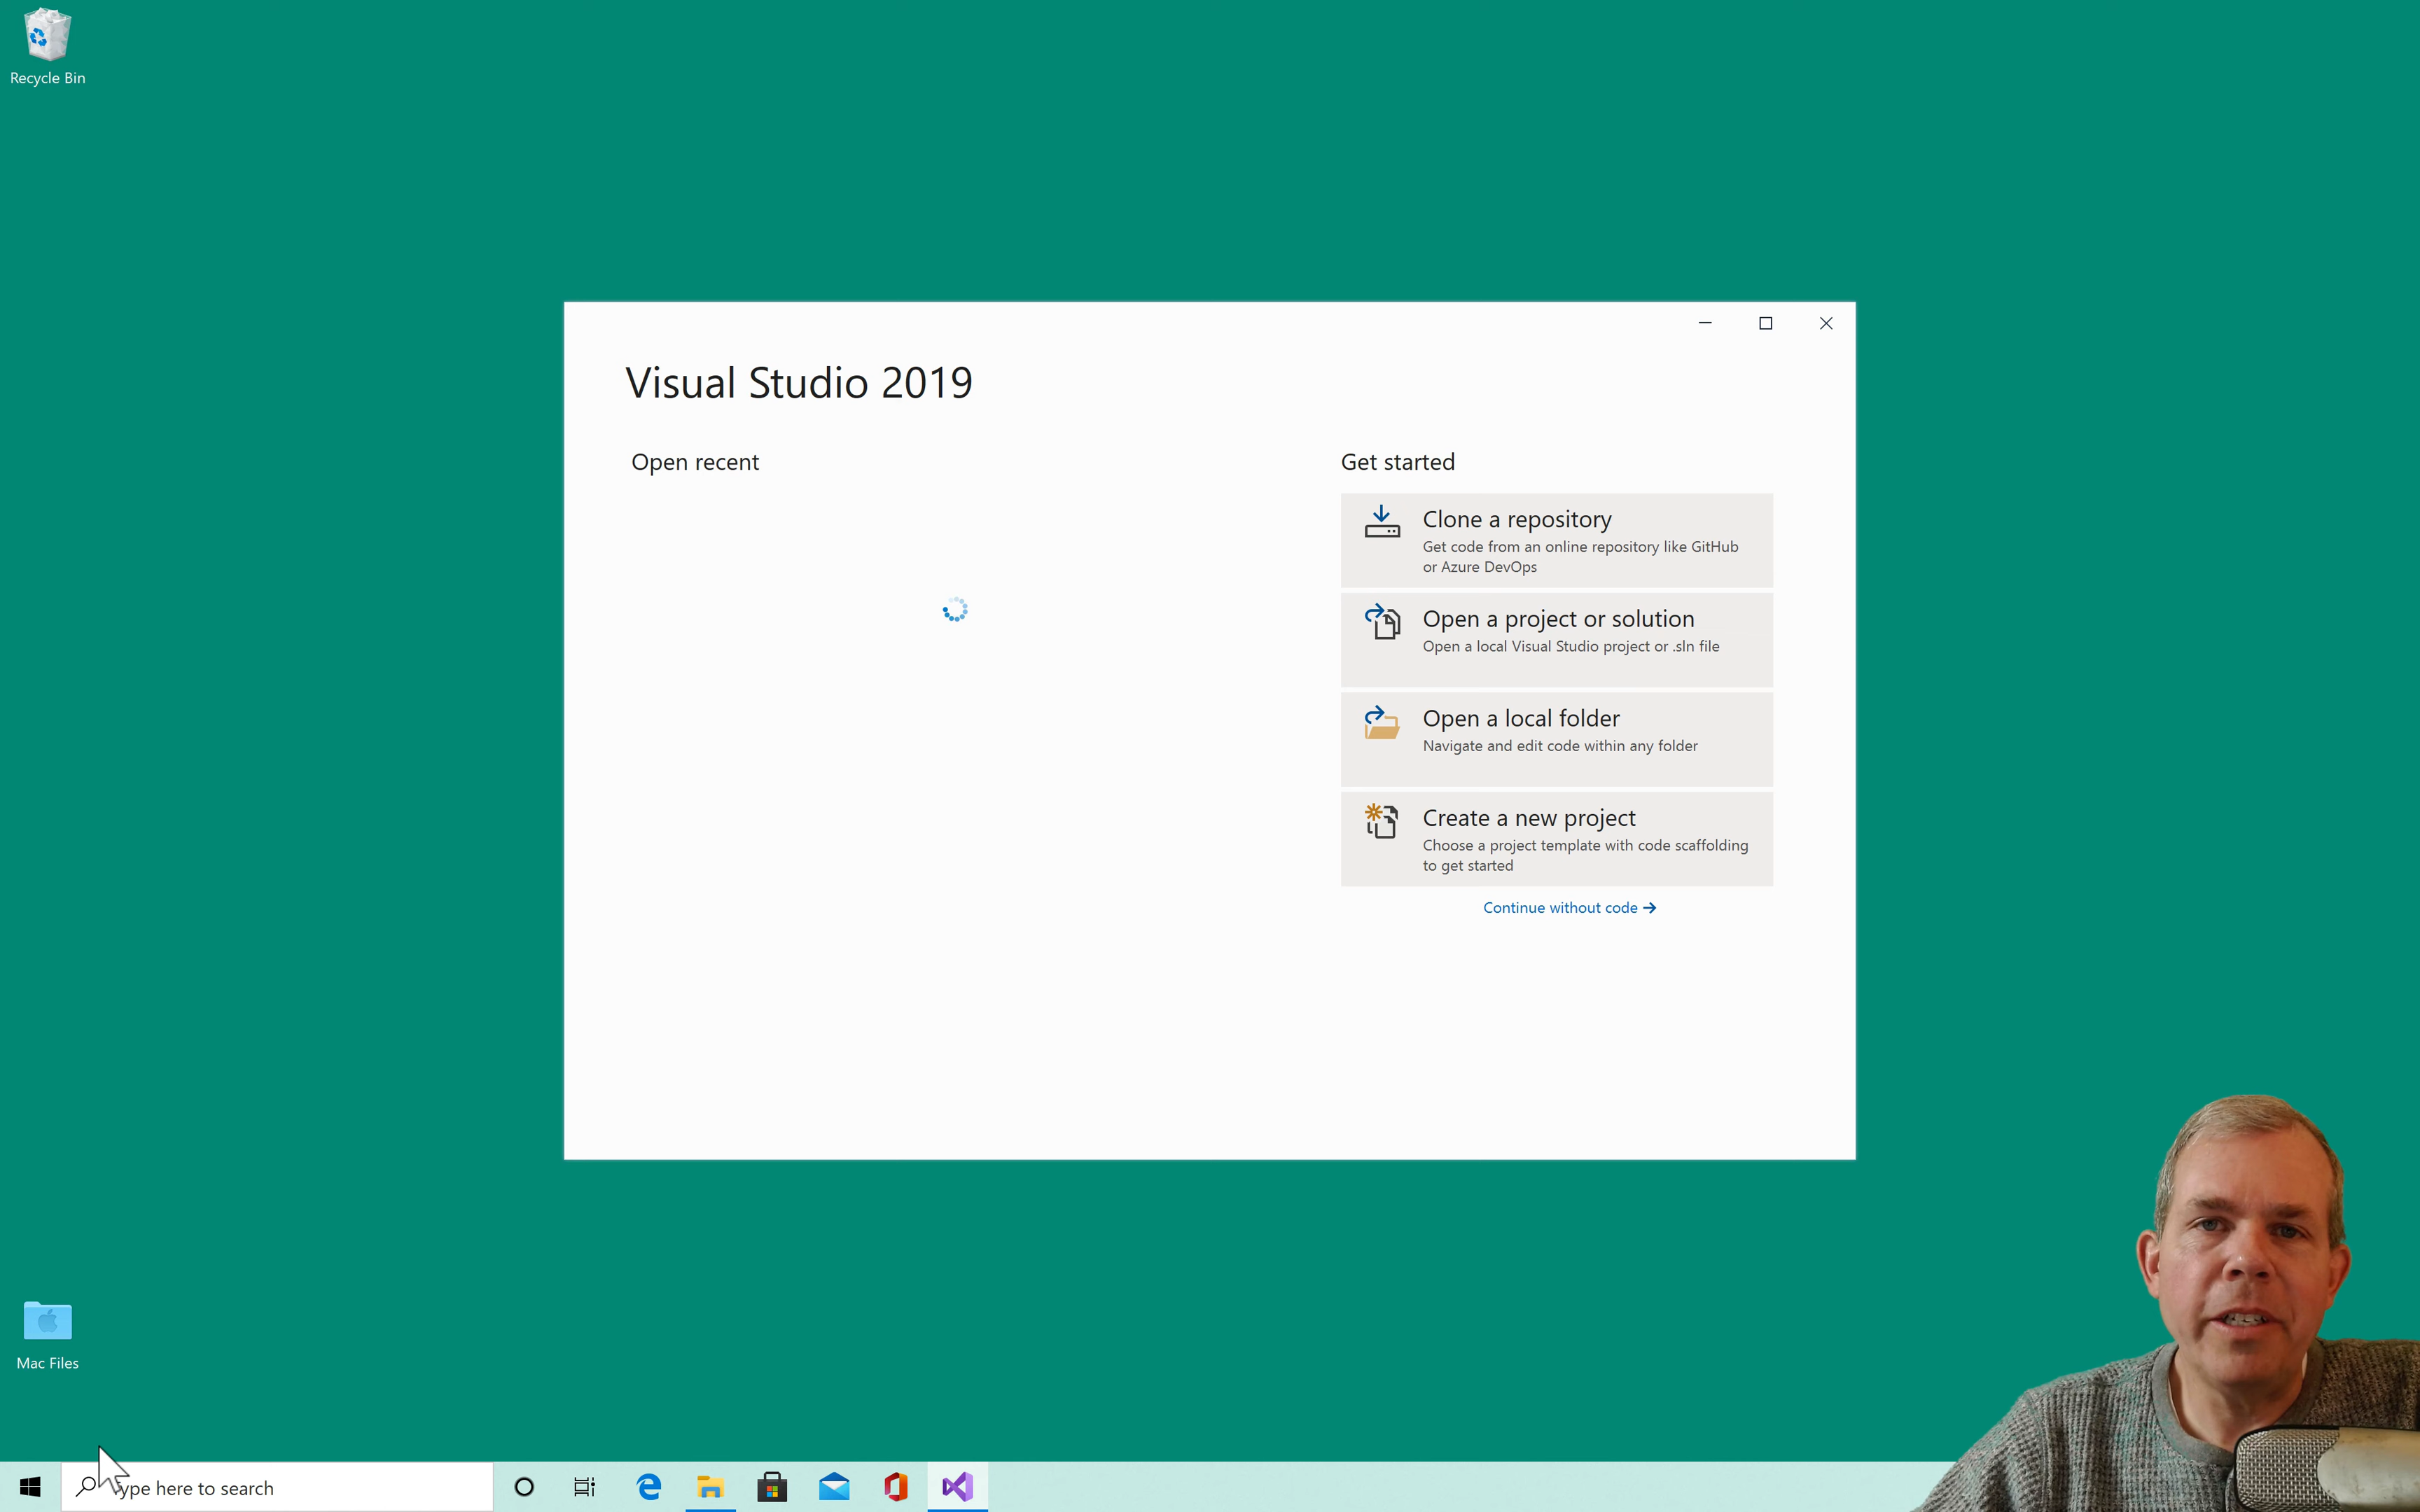 Recycle Bin
Visual Studio 2019
Open recent
Get started
Clone a repository
Get code from an online repository like GitHub
or Azure DevOps
Open a project or solution
Open a local Visual Studio project or .sln file
Open a local folder
Navigate and edit code within any folder
Create a new project
Choose a project template with code scaffolding
to get started
Continue without code →
Mac Files
Type here to search